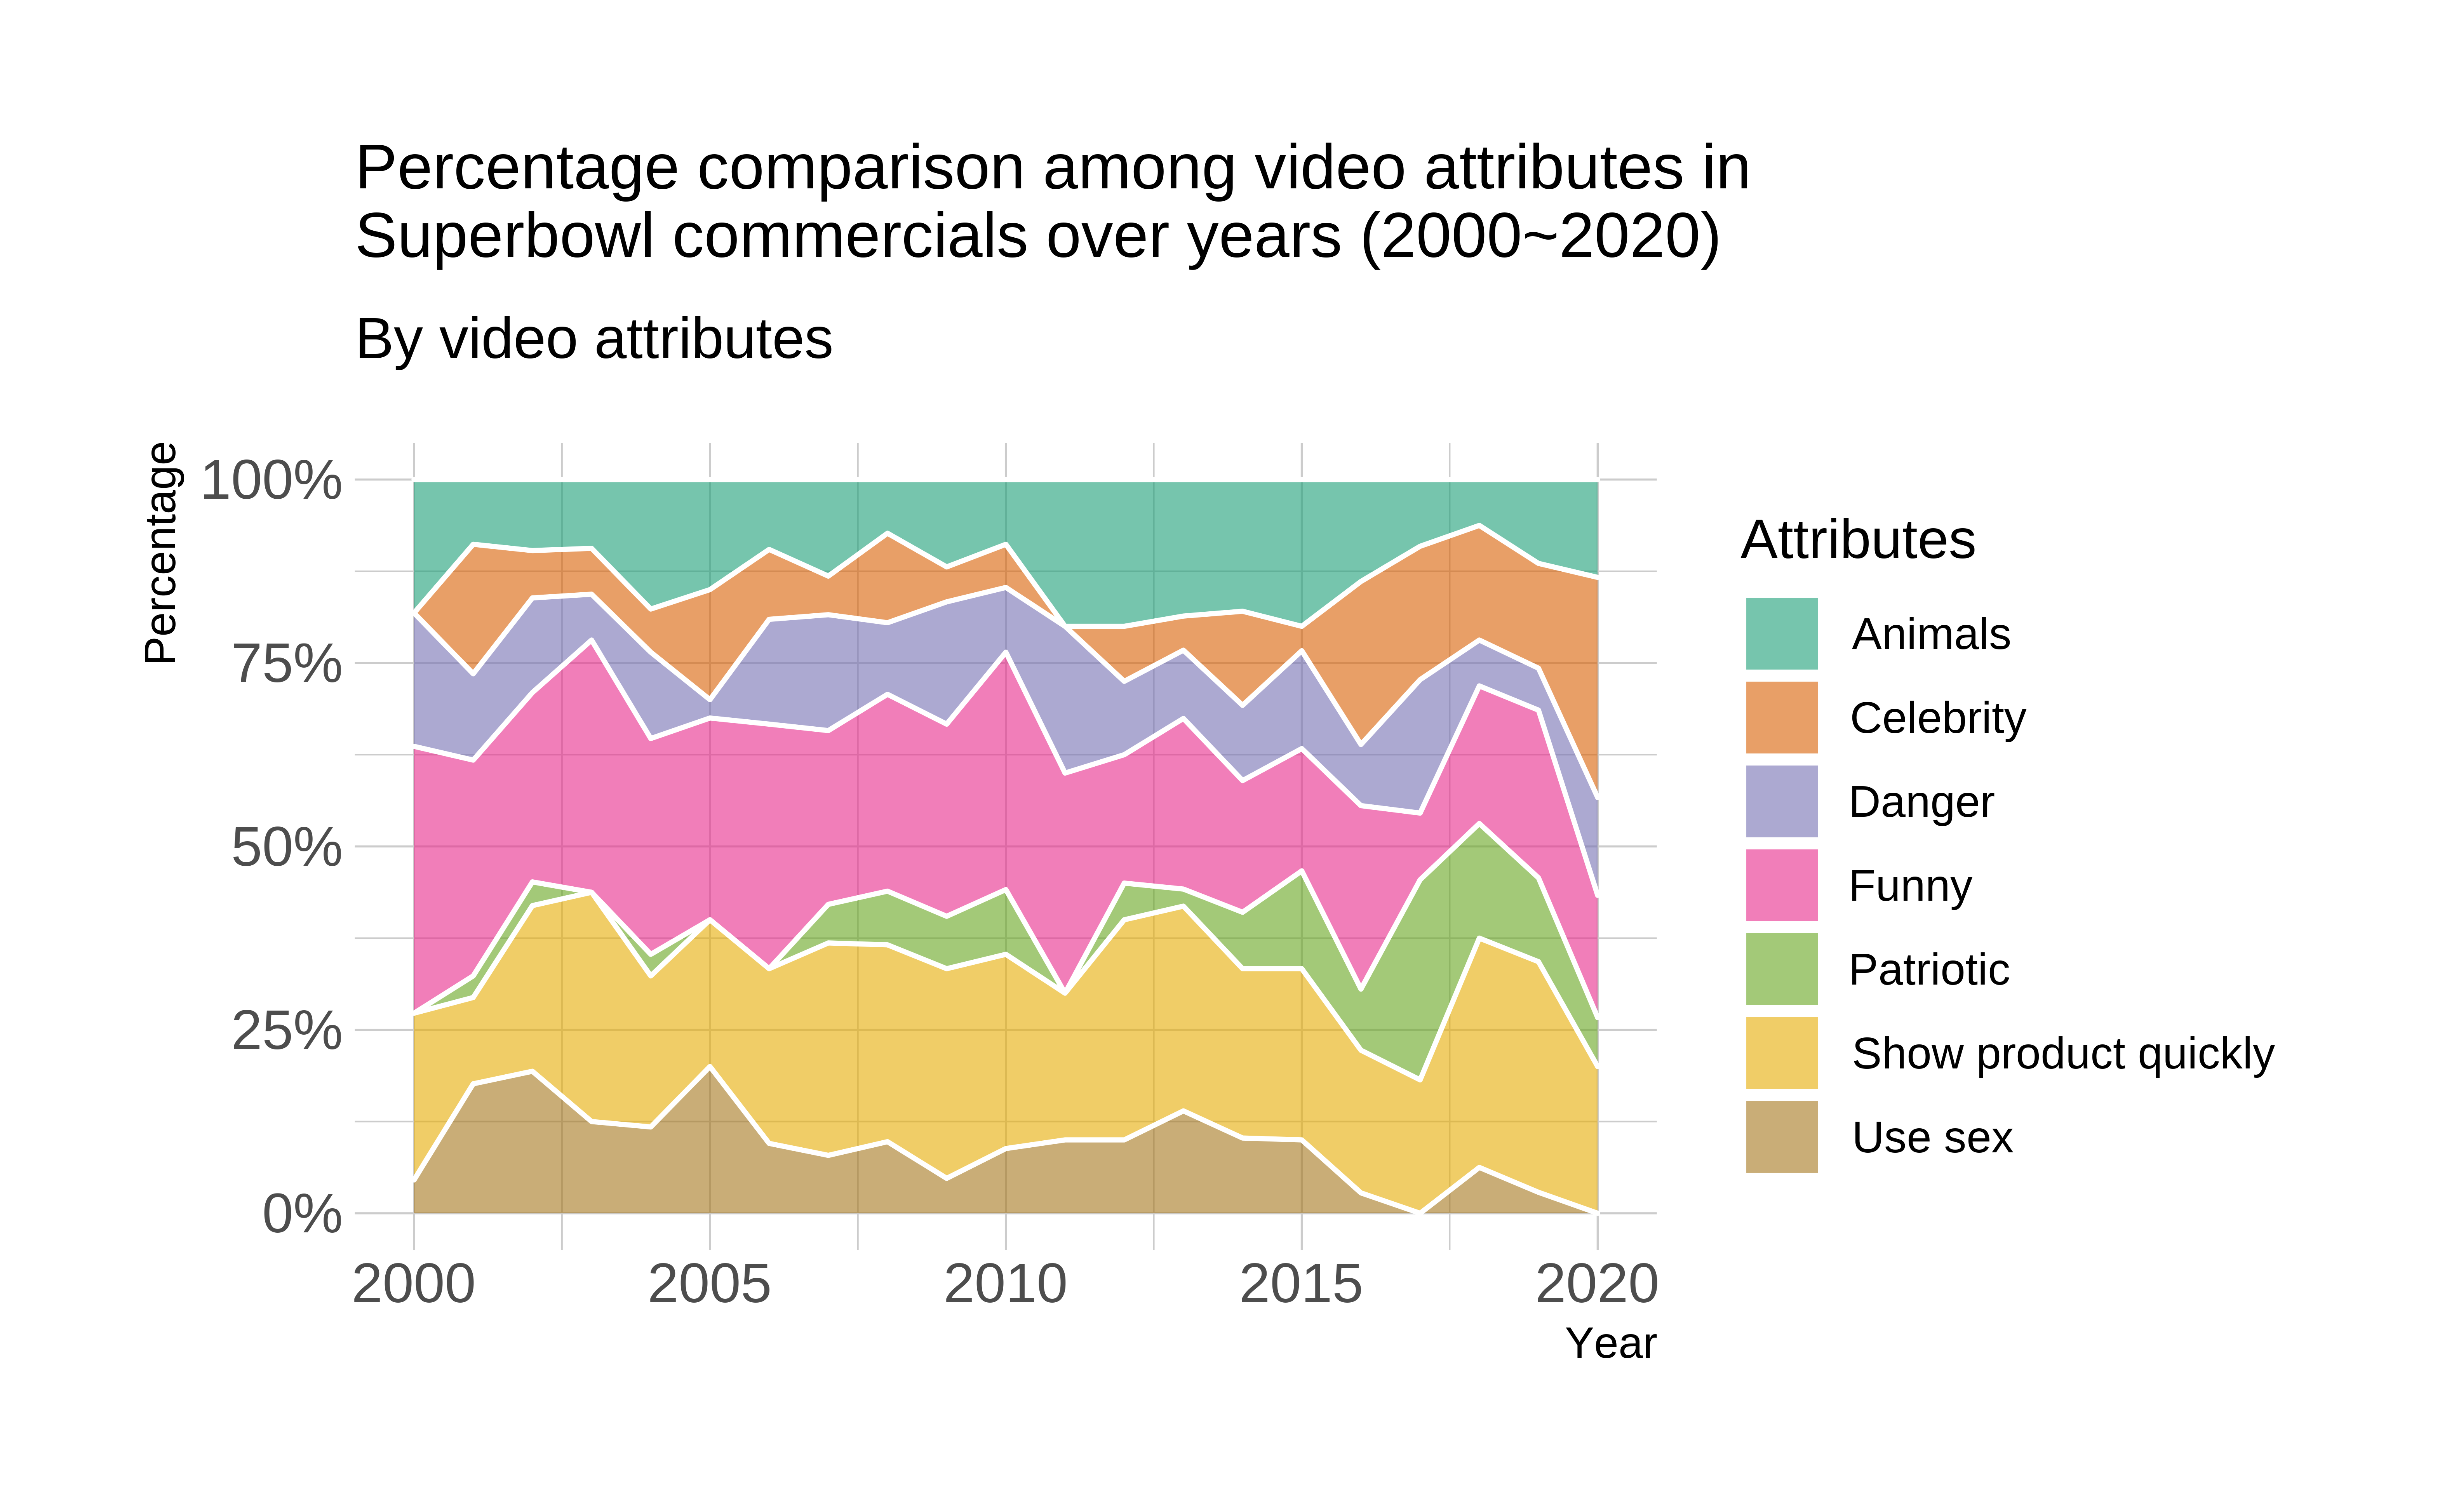 Percentage comparison among video attributes in
Superbowl commercials over years (2000~2020)
By video attributes
Percentage
100%
75%
50%
25%
0%
2000 2005 2010 2015 2020
Year
Attributes
Animals
Celebrity
Danger
Funny
Patriotic
Show product quickly
Use sex